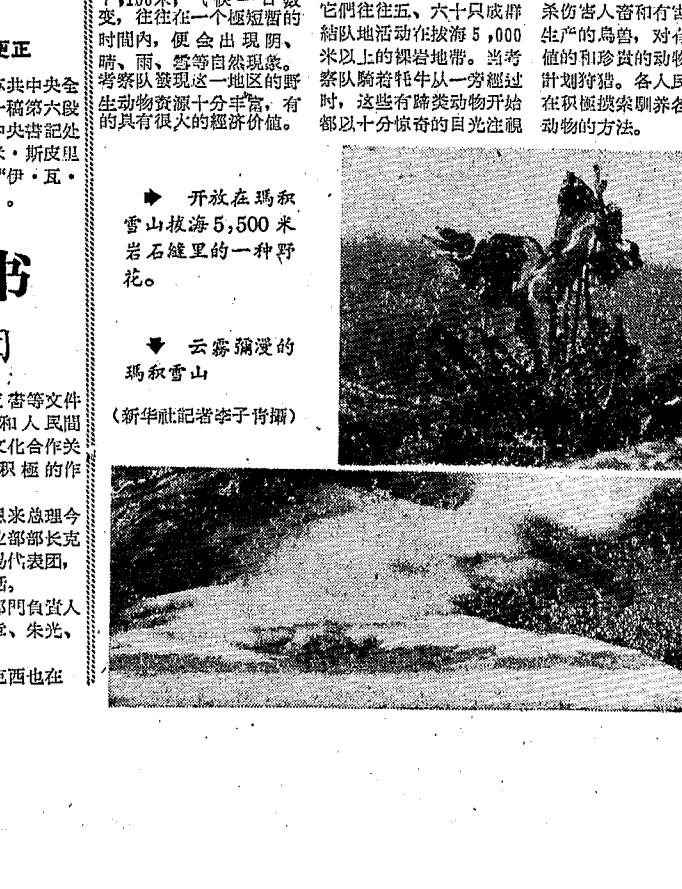 变，往往在一个極短暫的
时間內，便会出現阴、
晴、雨、雪等自然現象。
考察队發現这一地区的野
生动物資源十分丰富，有
的具有很大的經济价值。
它們往往五、六十只成群
結队地活动在拔海5,000
米以上的裸岩地带。当考
察队騎着牦牛从一旁經过
时，这些有蹄类动物开始
都以十分惊奇的目光注視
杀伤害人畜和有害
生产的鳥兽，对有
值的和珍貴的动物
計划狩猎。各人民
在积極摸索馴养各
动物的方法。
更正
苏共中央全
一稿第六段
中央書記处
米·斯皮里
“伊·瓦·
。
书
等文件
和人民間
文化合作关
积極的作
恩来总理今
业部部长克
易代表团，
話。
部門負責人
章、朱光、
克西也在
开放在瑪积
雪山拔海5,500米
岩石縫里的一种野
花。
云霧彌漫的
瑪积雪山
（新华社記者李子青攝）